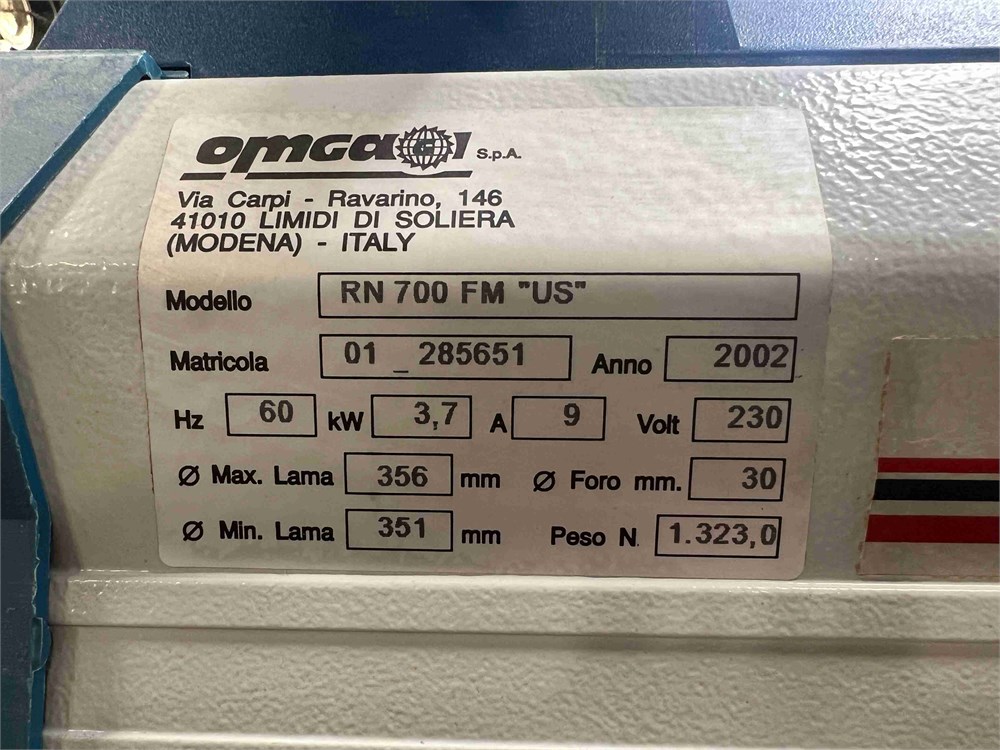 omga G S.p.A.
Via Carpi - Ravarino, 146
41010 LIMIDI DI SOLIERA
(MODENA) - ITALY
Modello RN 700 FM "US"
Matricola 01 _ 285651 Anno 2002
Hz 60 kW 3,7 A 9 Volt 230
Ø Max. Lama 356 mm Ø Foro mm. 30
Ø Min. Lama 351 mm Peso N 1.323,0